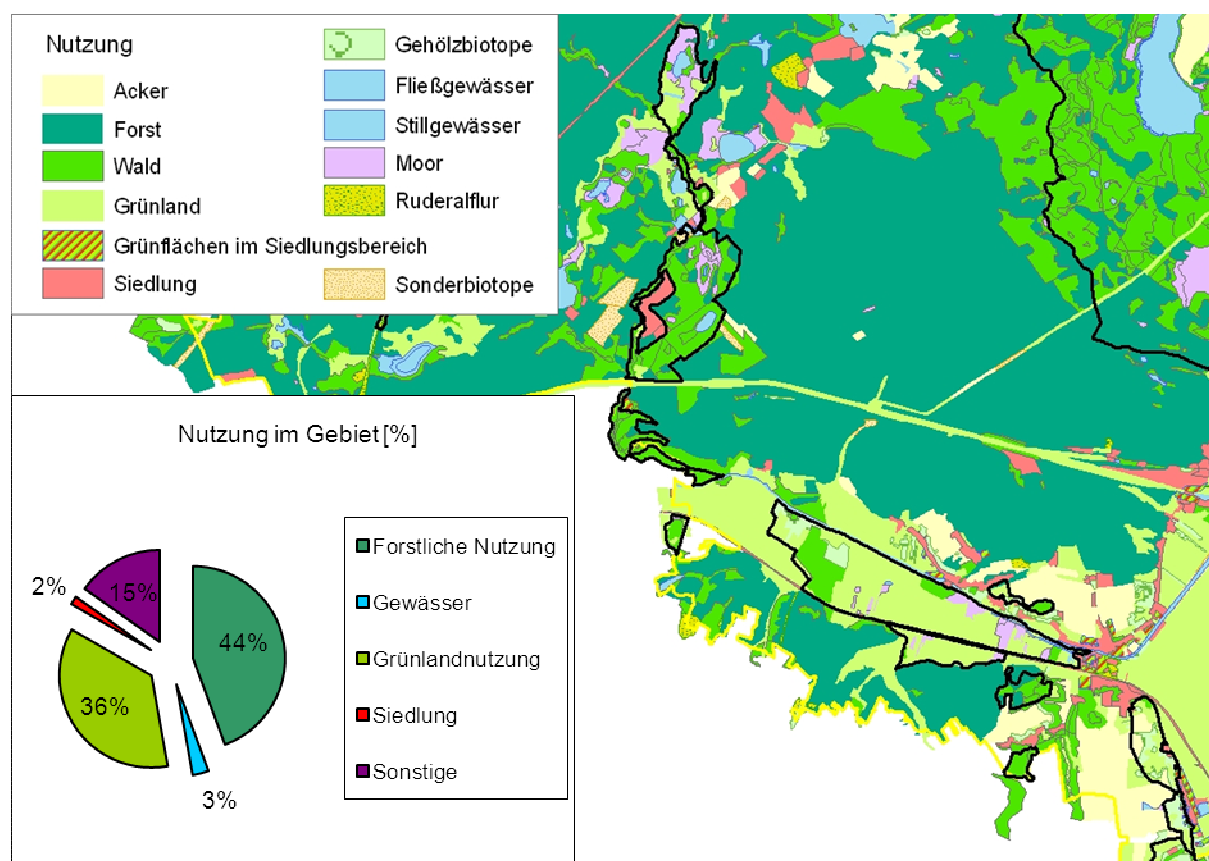 Nutzung
Acker
Forst
Wald
Grünland
Grünflächen im Siedlungsbereich
Siedlung
Gehölzbiotope
Fließgewässer
Stillgewässer
Moor
Ruderalflur
Sonderbiotope
Nutzung im Gebiet [%]
44%
3%
36%
2%
15%
Forstliche Nutzung
Gewässer
Grünlandnutzung
Siedlung
Sonstige